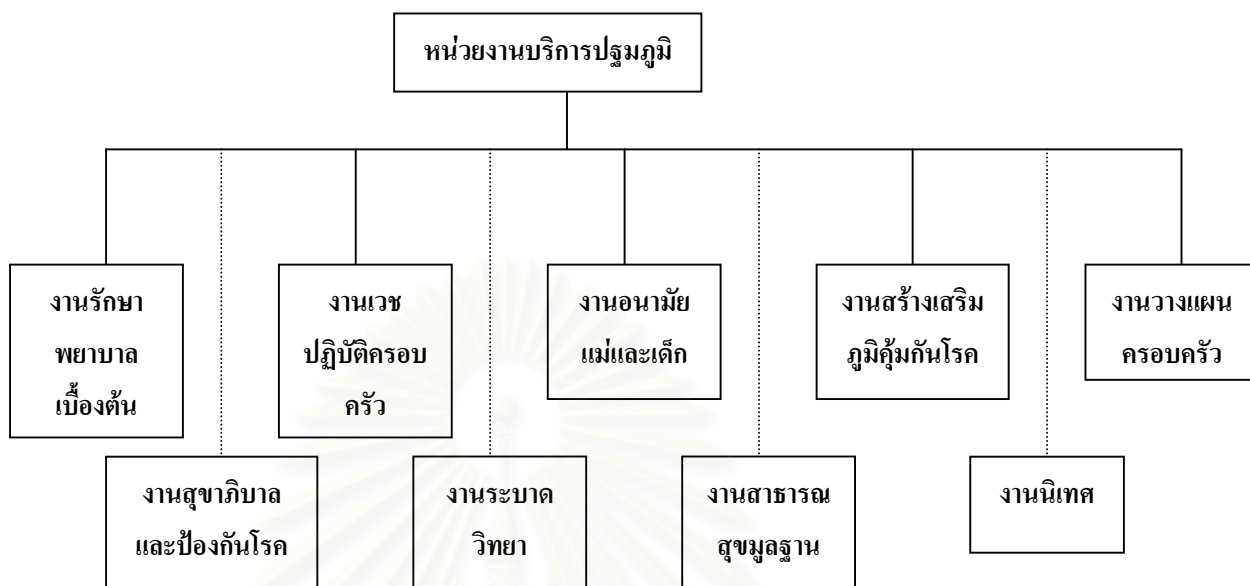 หน่วยงานบริการปฐมภูมิ
งานรักษา
พยาบาล
เบื้องต้น
งานเวช
ปฏิบัติครอบ
ครัว
งานอนามัย
แม่และเด็ก
งานสร้างเสริม
ภูมิคุ้มกันโรค
งานวางแผน
ครอบครัว
งานสุขาภิบาล
และป้องกันโรค
งานระบาด
วิทยา
งานสาธารณ
สุขมูลฐาน
งานนิเทศ